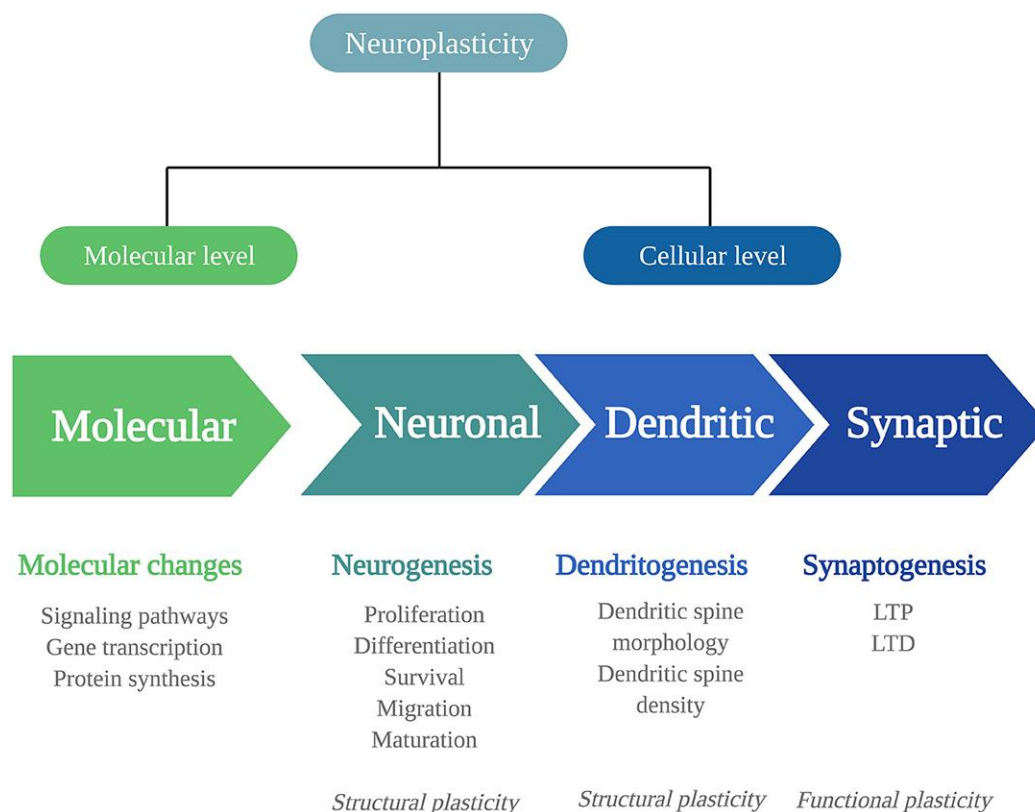 Neuroplasticity
Molecular level
Cellular level
Molecular
Neuronal
Dendritic
Synaptic
Molecular changes
Signaling pathways
Gene transcription
Protein synthesis
Neurogenesis
Proliferation
Differentiation
Survival
Migration
Maturation
Structural plasticity
Dendritogenesis
Dendritic spine
morphology
Dendritic spine
density
Structural plasticity
Synaptogenesis
LTP
LTD
Functional plasticity